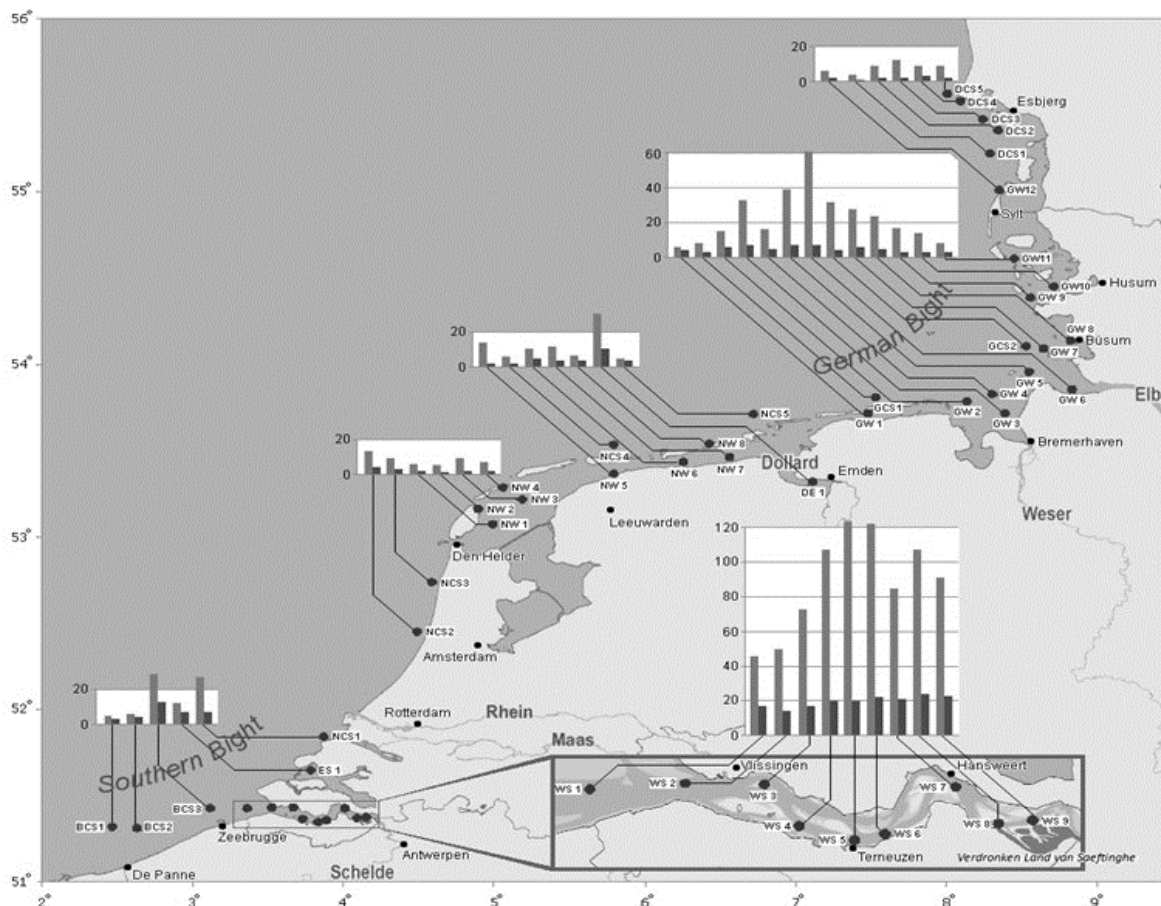 56°
55°
54°
53°
52°
51°
2°
3°
4°
5°
6°
7°
8°
9°
20
0
DCS5
DCS4
Esbjerg
DCS3
DCS2
DCS1
GW12
Sylt
60
40
20
0
GW11
GW10
Husum
GW 9
GW 8
Büsum
GCS2
GW 7
GW 5
GW 6
GW 4
Elb
GCS1
GW 1
GW 2
GW 3
German Bight
Bremerhaven
Weser
20
0
NCS5
NCS4
NW 8
NW 7
NW 6
NW 5
Dollard
Emden
DE 1
Leeuwarden
20
0
NW 4
NW 3
NW 2
NW 1
Den Helder
NCS3
NCS2
Amsterdam
120
100
80
60
40
20
0
20
0
Rotterdam
Rhein
Maas
NCS1
ES 1
Southern Bight
BCS3
BCS1
BCS2
Zeebrugge
Antwerpen
De Panne
Schelde
Vlissingen
Hansweert
WS 1
WS 2
WS 3
WS 7
WS 4
WS 5
WS 6
WS 8
WS 9
Terneuzen
Verdronken Land van Saeftinghe